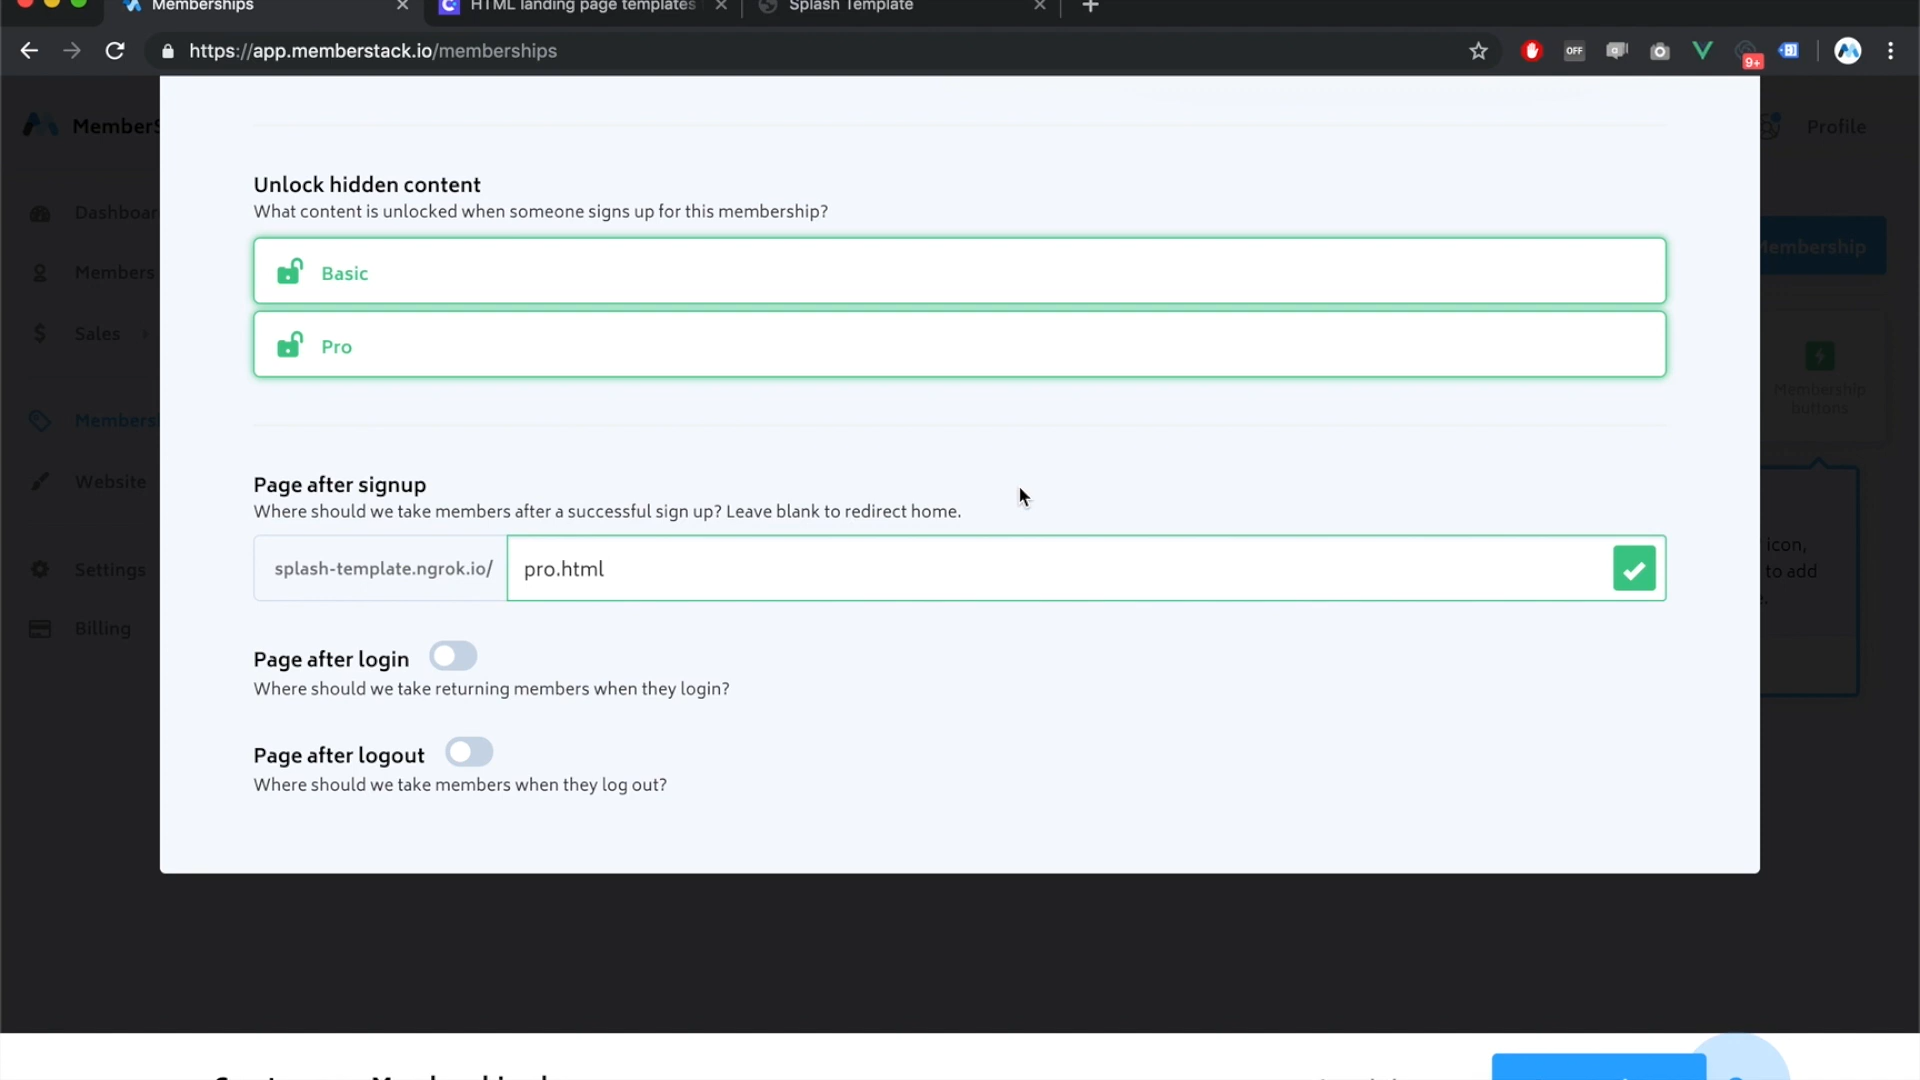 Memberships
HTML landing page templates
Splash Template
https://app.memberstack.io/memberships
OFF
9+
Profile
Members
Sales
Website
Settings
Billing
Membership
Membership
buttons
icon,
to add
Unlock hidden content
What content is unlocked when someone signs up for this membership?
Basic
Pro
Page after signup
Where should we take members after a successful sign up? Leave blank to redirect home.
splash-template.ngrok.io/
pro.html
Page after login
Where should we take returning members when they login?
Page after logout
Where should we take members when they log out?